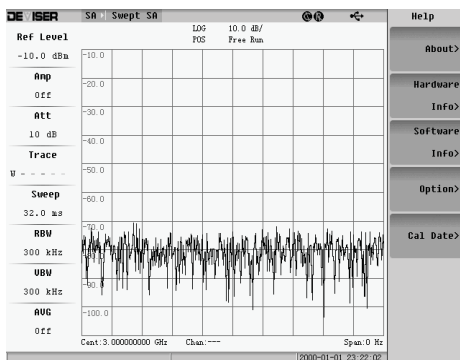 DEVISER SA Swept SA Help
Ref Level
-10.0 dBm
Amp
Off
Att
10 dB
Trace
W - - - - -
Sweep
32.0 ms
RBW
300 kHz
VBW
300 kHz
AVG
Off
LOG 10.0 dB/
POS Free Run
-10.0
-30.0
-40.0
-50.0
-60.0
-70.0
-80.0
-90.0
-100.0
Cent:3.000000000 GHz Chan:--- Span:0 Hz
2000-01-01 23:22:02
About>
Hardware
Info>
Software
Info>
Option>
Cal Date>